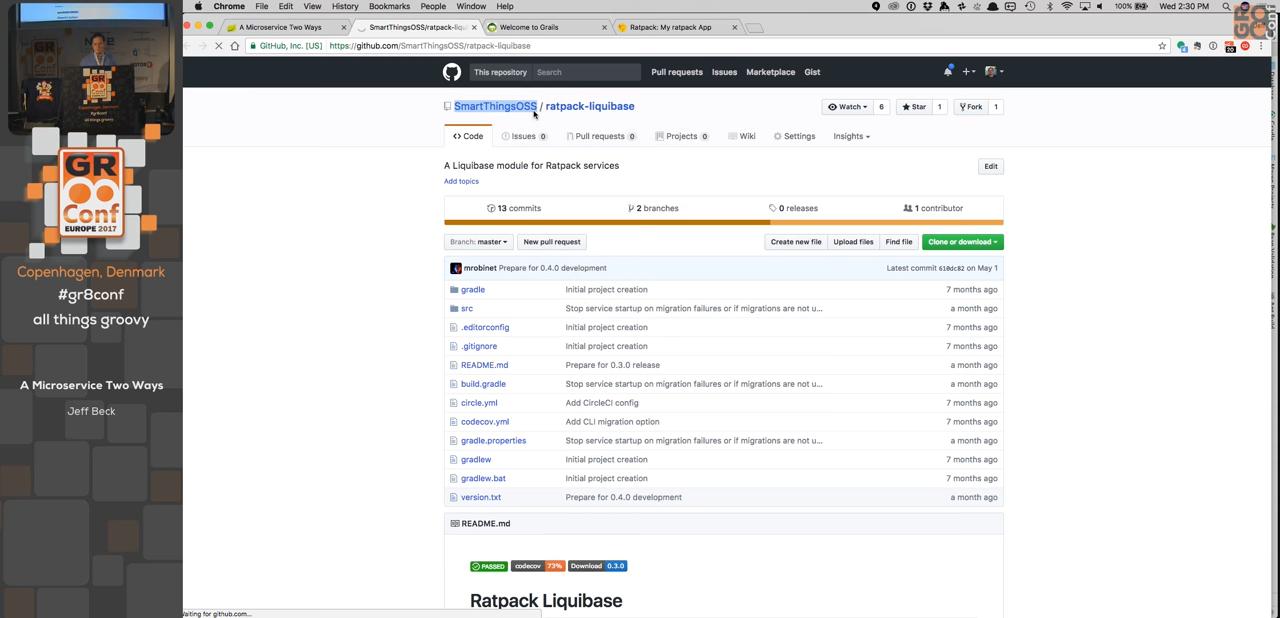 Chrome File Edit View History Bookmarks People Window Help
100% Wed 2:30 PM
A Microservice Two Ways
SmartThingsOSS/ratpack-liqui
Welcome to Grails
Ratpack: My ratpack App
GitHub, Inc. [US] https://github.com/SmartThingsOSS/ratpack-liquibase
This repository Search Pull requests Issues Marketplace Gist
SmartThingsOSS / ratpack-liquibase
Watch 6 Star 1 Fork 1
<> Code Issues 0 Pull requests 0 Projects 0 Wiki Settings Insights
A Liquibase module for Ratpack services Edit
Add topics
13 commits 2 branches 0 releases 1 contributor
Branch: master New pull request Create new file Upload files Find file Clone or download
mrobinet Prepare for 0.4.0 development Latest commit 610dc82 on May 1
gradle Initial project creation 7 months ago
src Stop service startup on migration failures or if migrations are not u... a month ago
.editorconfig Initial project creation 7 months ago
.gitignore Initial project creation 7 months ago
README.md Prepare for 0.3.0 release a month ago
build.gradle Stop service startup on migration failures or if migrations are not u... a month ago
circle.yml Add CircleCI config 7 months ago
codecov.yml Add CLI migration option 7 months ago
gradle.properties Stop service startup on migration failures or if migrations are not u... a month ago
gradlew Initial project creation 7 months ago
gradlew.bat Initial project creation 7 months ago
version.txt Prepare for 0.4.0 development a month ago
README.md
PASSED codecov 73% Download 0.3.0
Ratpack Liquibase
Waiting for github.com...
GR
Conf
EUROPE 2017
Copenhagen, Denmark
#gr8conf
all things groovy
A Microservice Two Ways
Jeff Beck